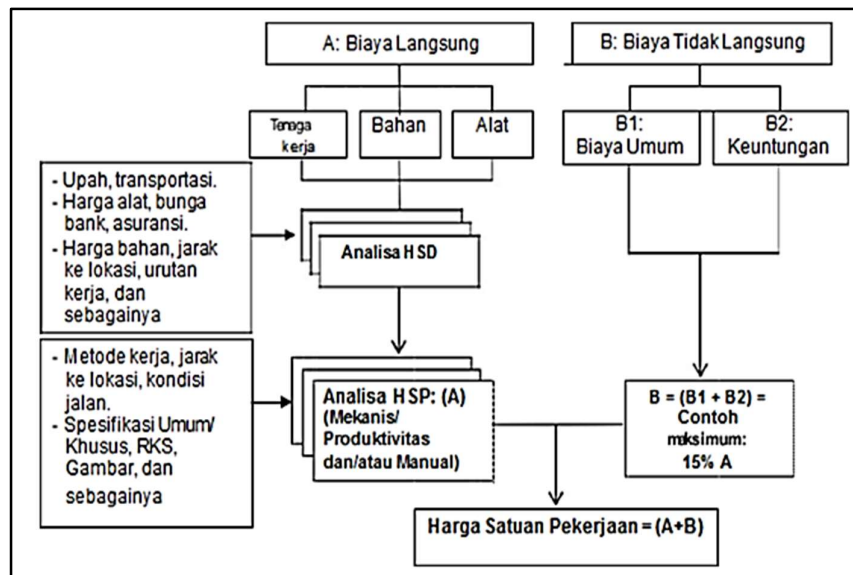 A: Biaya Langsung
B: Biaya Tidak Langsung
Tenaga
kerja
Bahan
Alat
B1:
Biaya Umum
B2:
Keuntungan
- Upah, transportasi.
- Harga alat, bunga
bank, asuransi.
- Harga bahan, jarak
ke lokasi, urutan
kerja, dan
sebagainya
Analisa HSD
- Metode kerja, jarak
ke lokasi, kondisi
jalan.
- Spesifikasi Umum/
Khusus, RKS,
Gambar, dan
sebagainya
Analisa HSP: (A)
(Mekanis/
Produktivitas
dan/atau Manual)
B = (B1 + B2) =
Contoh
maksimum:
15% A
Harga Satuan Pekerjaan = (A+B)